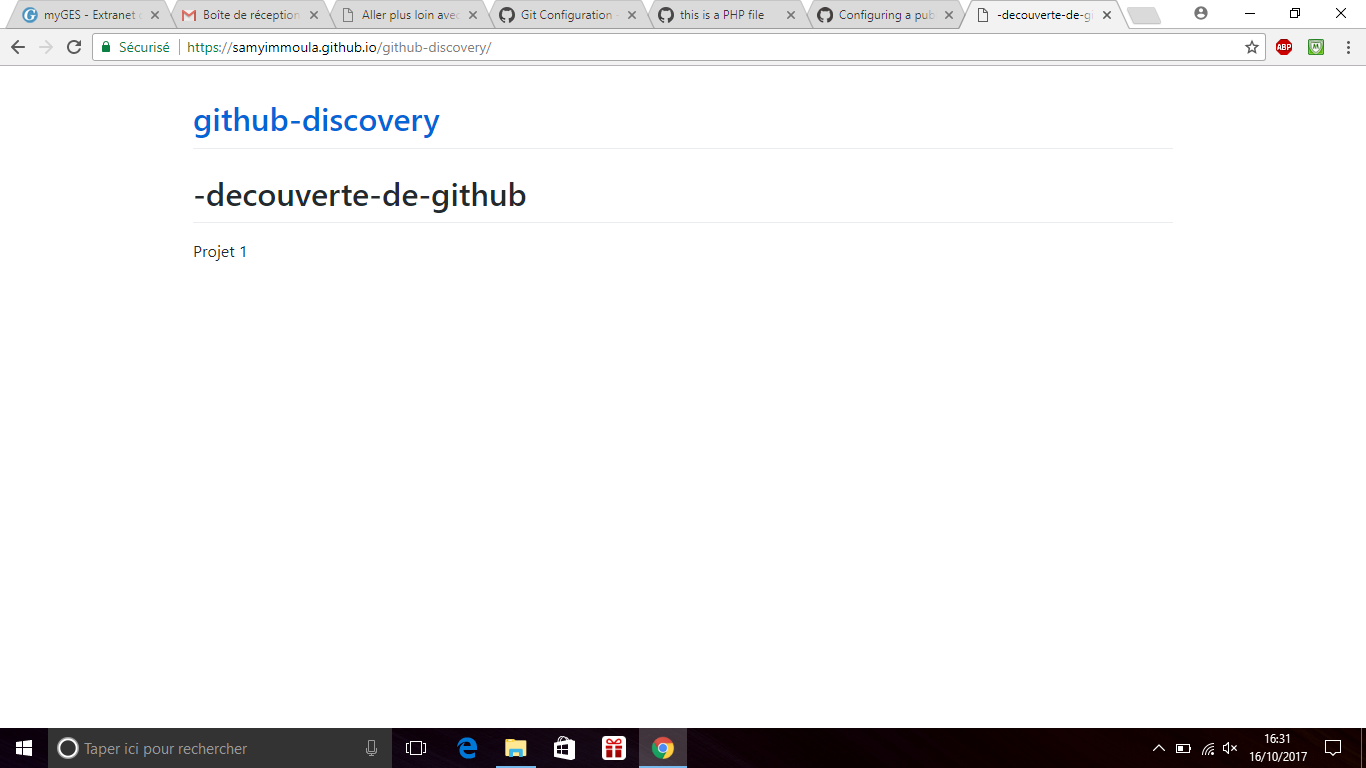 myGES - Extranet
Boîte de réception
Aller plus loin avec
Git Configuration -
this is a PHP file
Configuring a pub
-decouverte-de-gi
Sécurisé
https://samyimmoula.github.io/github-discovery/
ABP
github-discovery
-decouverte-de-github
Projet 1
Taper ici pour rechercher
16:31
16/10/2017